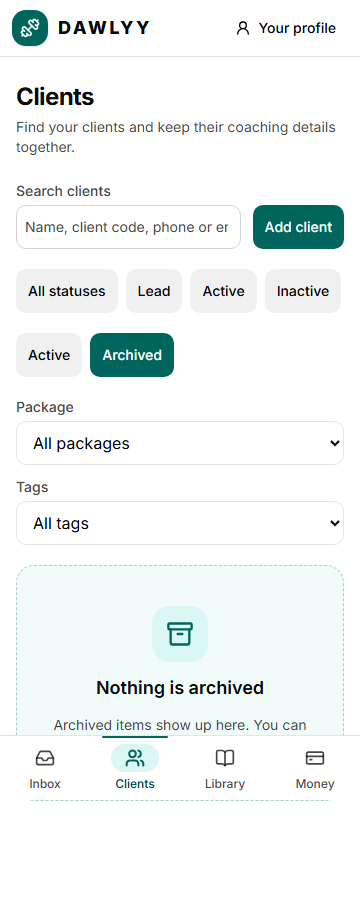 DAWLYY
Your profile
Clients
Find your clients and keep their coaching details
together.
Search clients
Name, client code, phone or er
Add client
All statuses
Lead
Active
Inactive
Active
Archived
Package
All packages
Tags
All tags
Nothing is archived
Archived items show up here. You can
Inbox
Clients
Library
Money